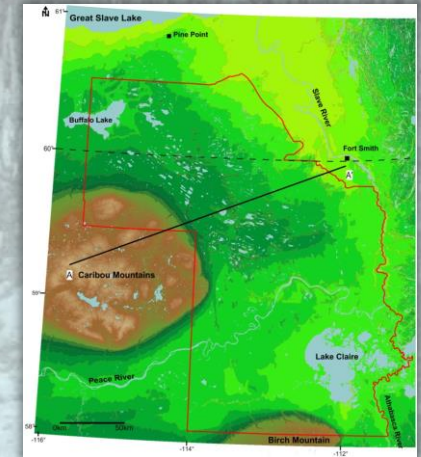 61°
N
Great Slave Lake
Pine Point
Slave River
Buffalo Lake
Fort Smith
60°
A'
A Caribou Mountains
59°
Peace River
Lake Claire
Athabasca River
0km 50km
58°
Birch Mountain
-116° -114° -112°